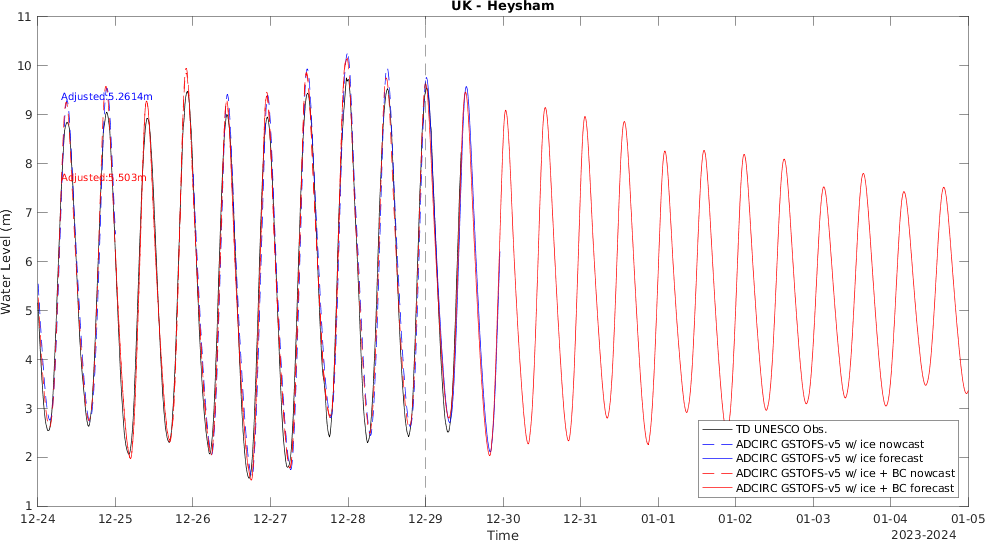 UK - Heysham
11
10
9
8
7
6
5
4
3
2
1
Water Level (m)
Adjusted:5.2614m
Adjusted:5.503m
TD UNESCO Obs.
ADCIRC GSTOFS-v5 w/ ice nowcast
ADCIRC GSTOFS-v5 w/ ice forecast
ADCIRC GSTOFS-v5 w/ ice + BC nowcast
ADCIRC GSTOFS-v5 w/ ice + BC forecast
12-24 12-25 12-26 12-27 12-28 12-29 12-30 12-31 01-01 01-02 01-03 01-04 01-05
Time
2023-2024